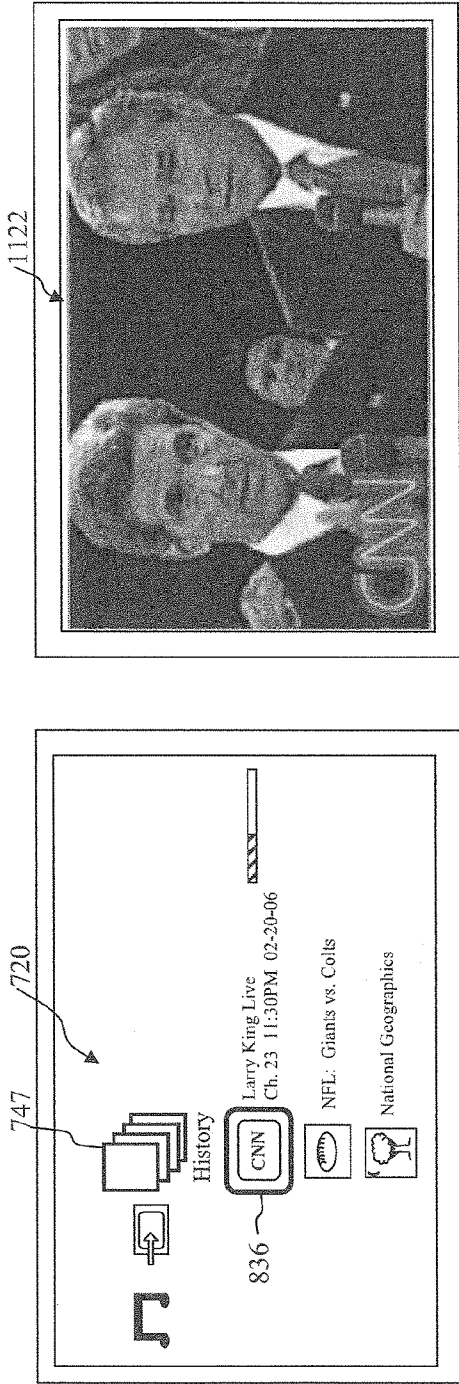 747
720
History
836
CNN
Larry King Live
Ch. 23 11:30PM 02-20-06
NFL: Giants vs. Colts
National Geographics
1122
CNN